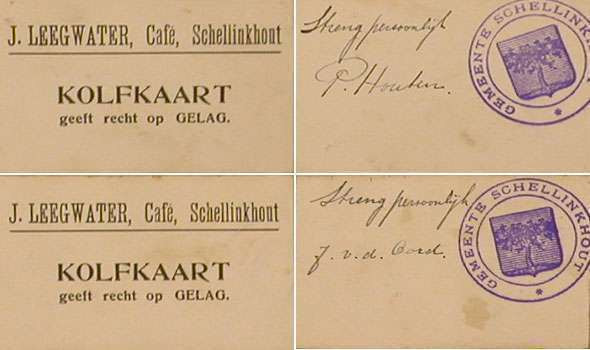 J. LEEGWATER, Café, Schellinkhout
KOLFKAART
geeft recht op GELAG.
Streng persoonlijk
P. Houten.
GEMEENTE SCHELLINKHOUT *
J. LEEGWATER, Café, Schellinkhout
KOLFKAART
geeft recht op GELAG.
Streng persoonlijk
J. v.d. Oord.
GEMEENTE SCHELLINKHOUT *